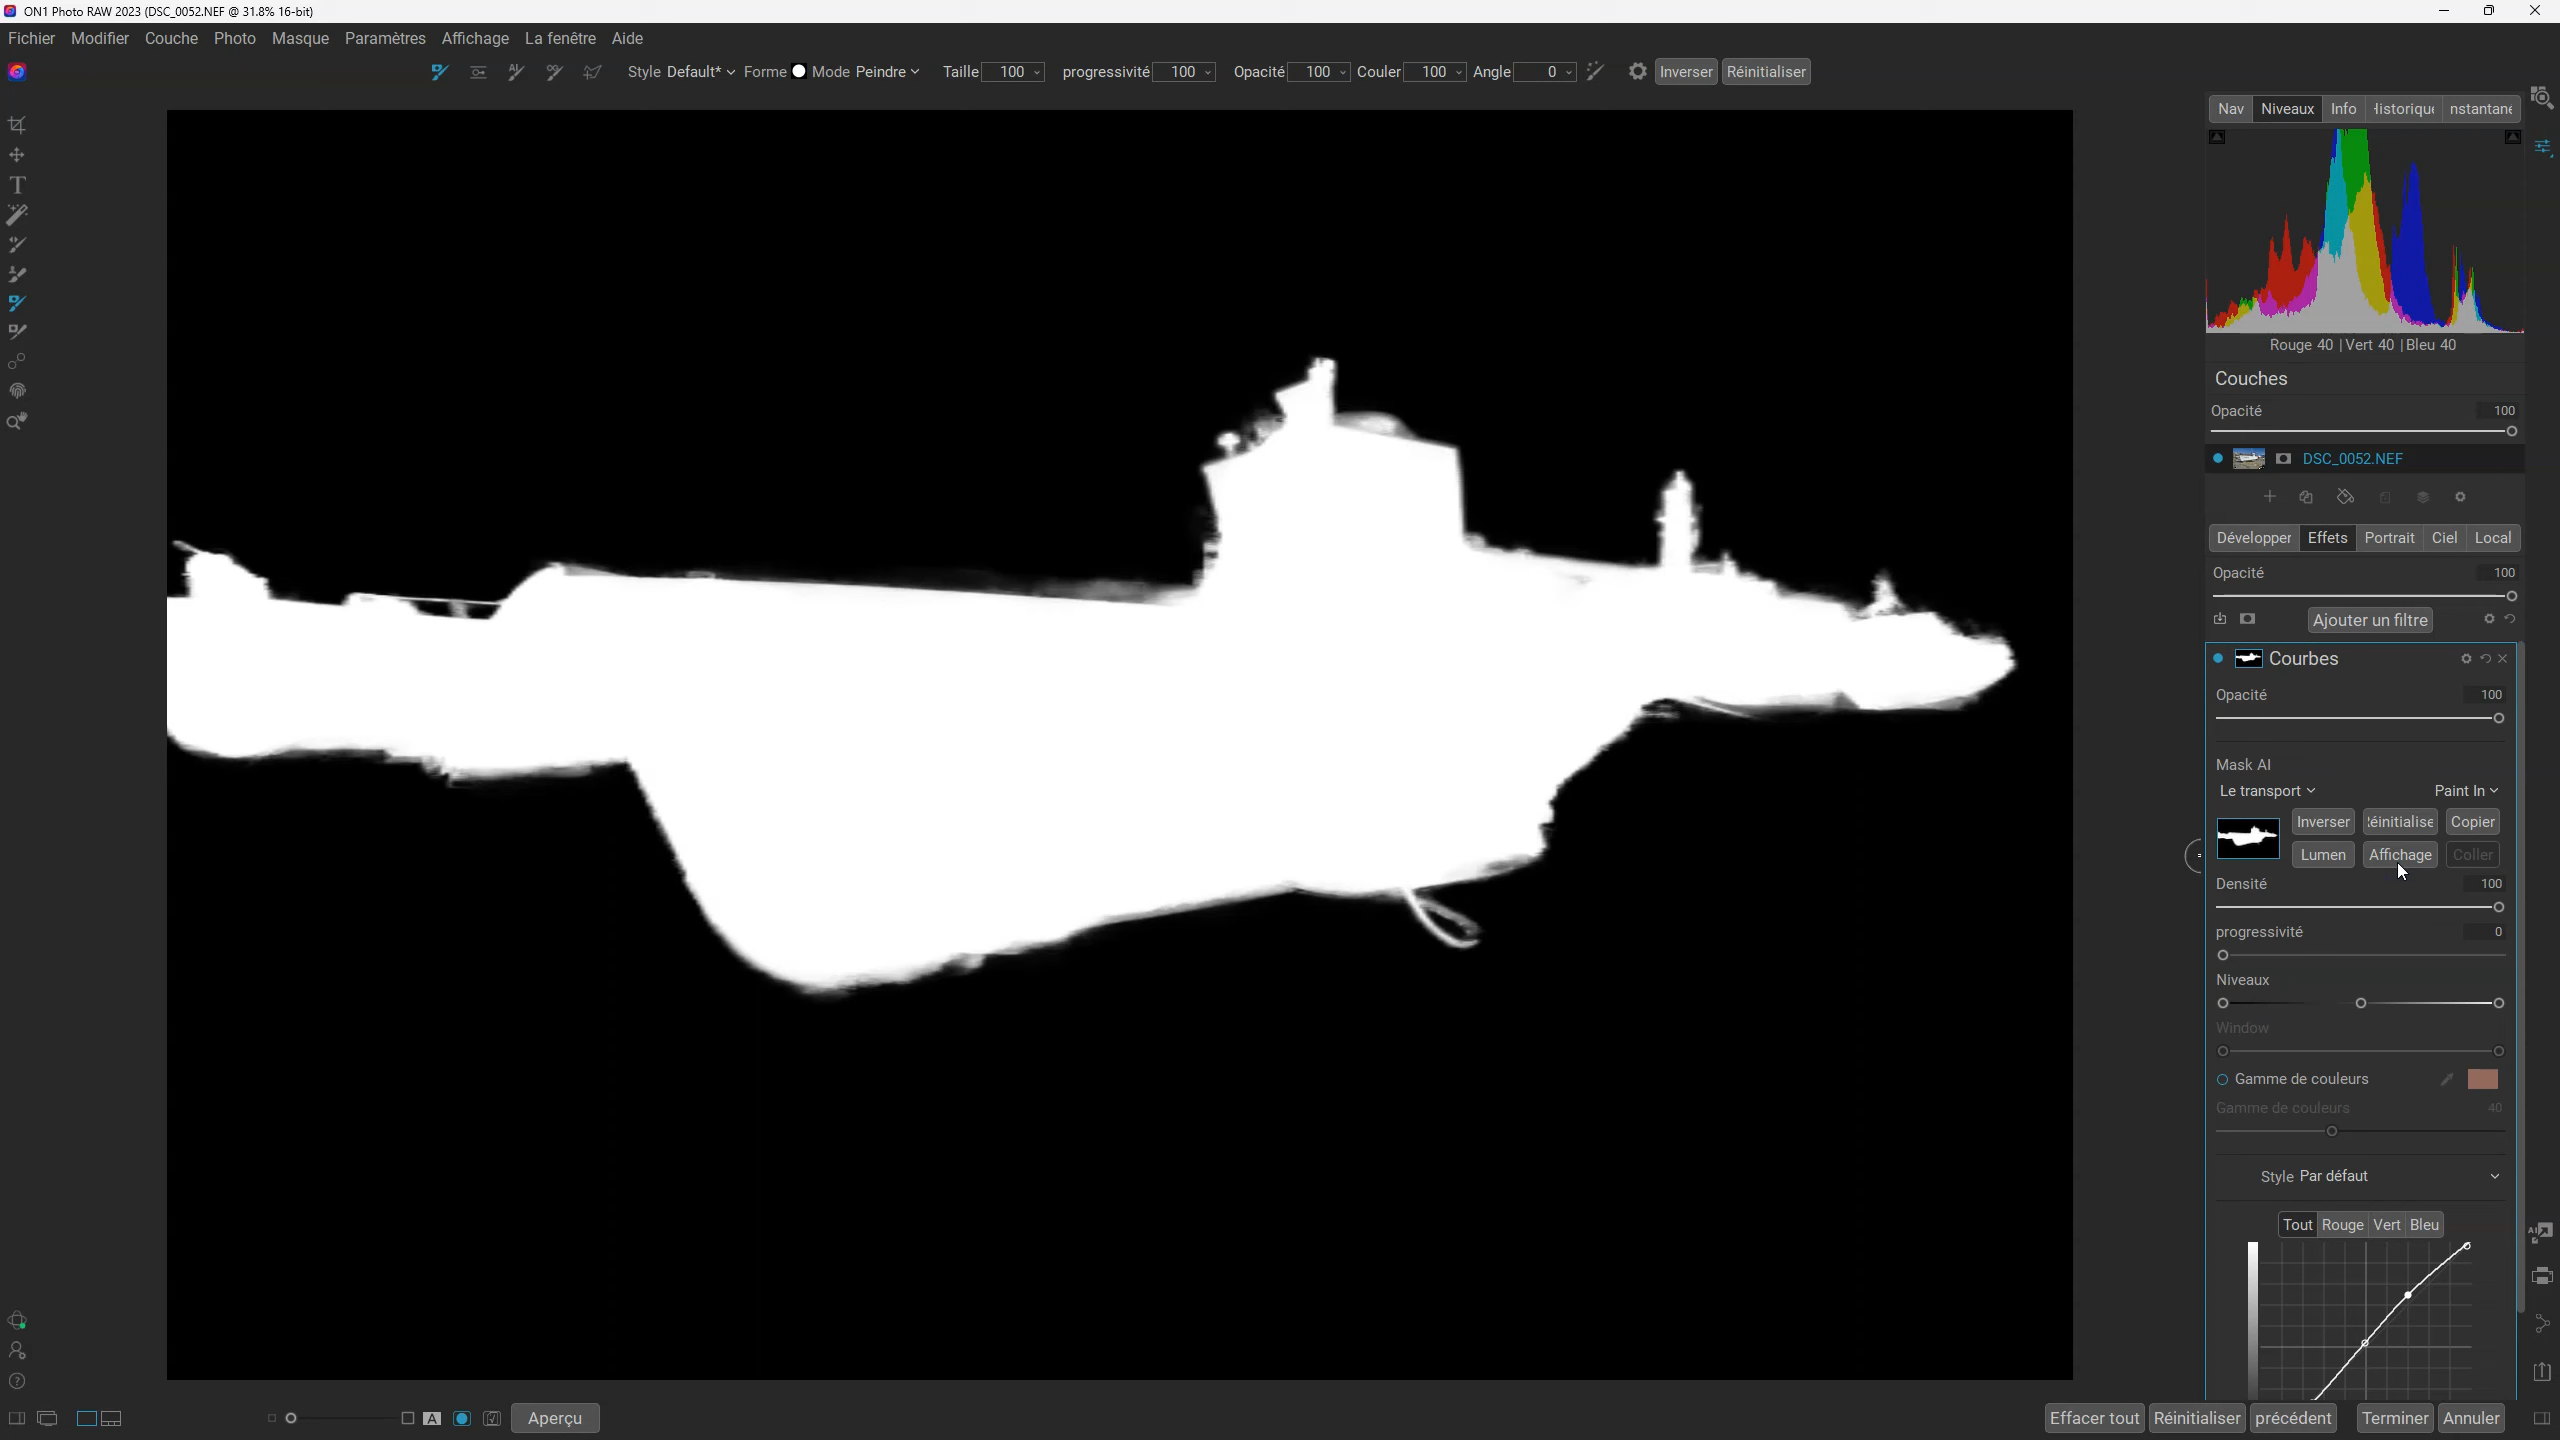 ON1 Photo RAW 2023 (DSC_0052.NEF @ 31.8% 16-bit)
Fichier Modifier Couche Photo Masque Paramètres Affichage La fenêtre Aide
Style Default* Forme Mode Peindre Taille 100 progressivité 100 Opacité 100 Couler 100 Angle 0 Inverser Réinitialiser
Nav Niveaux Info Historique nstantané
Rouge 40 | Vert 40 | Bleu 40
Couches
Opacité 100
DSC_0052.NEF
Développer Effets Portrait Ciel Local
Opacité 100
Ajouter un filtre
Courbes
Opacité 100
Mask AI
Le transport Paint In
Inverser Réinitialise Copier
Lumen Affichage Coller
Densité 100
progressivité 0
Niveaux
Window
Gamme de couleurs
Gamme de couleurs 40
Style Par défaut
Tout Rouge Vert Bleu
A Aperçu Effacer tout Réinitialiser précédent Terminer Annuler